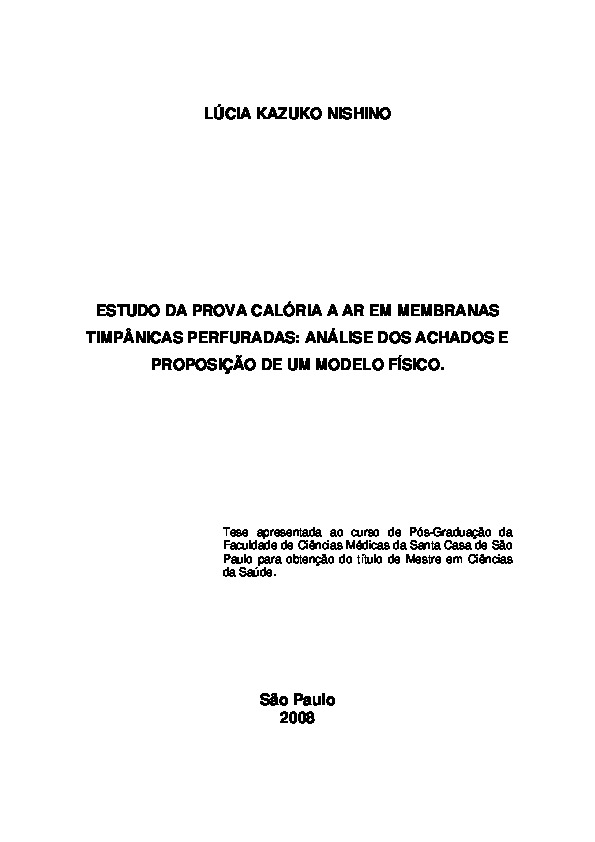 LÚCIA KAZUKO NISHINO
ESTUDO DA PROVA CALÓRIA A AR EM MEMBRANAS
TIMPÂNICAS PERFURADAS: ANÁLISE DOS ACHADOS E
PROPOSIÇÃO DE UM MODELO FÍSICO.
Tese apresentada ao curso de Pós-Graduação da
Faculdade de Ciências Médicas da Santa Casa de São
Paulo para obtenção do título de Mestre em Ciências
da Saúde.
São Paulo
2008